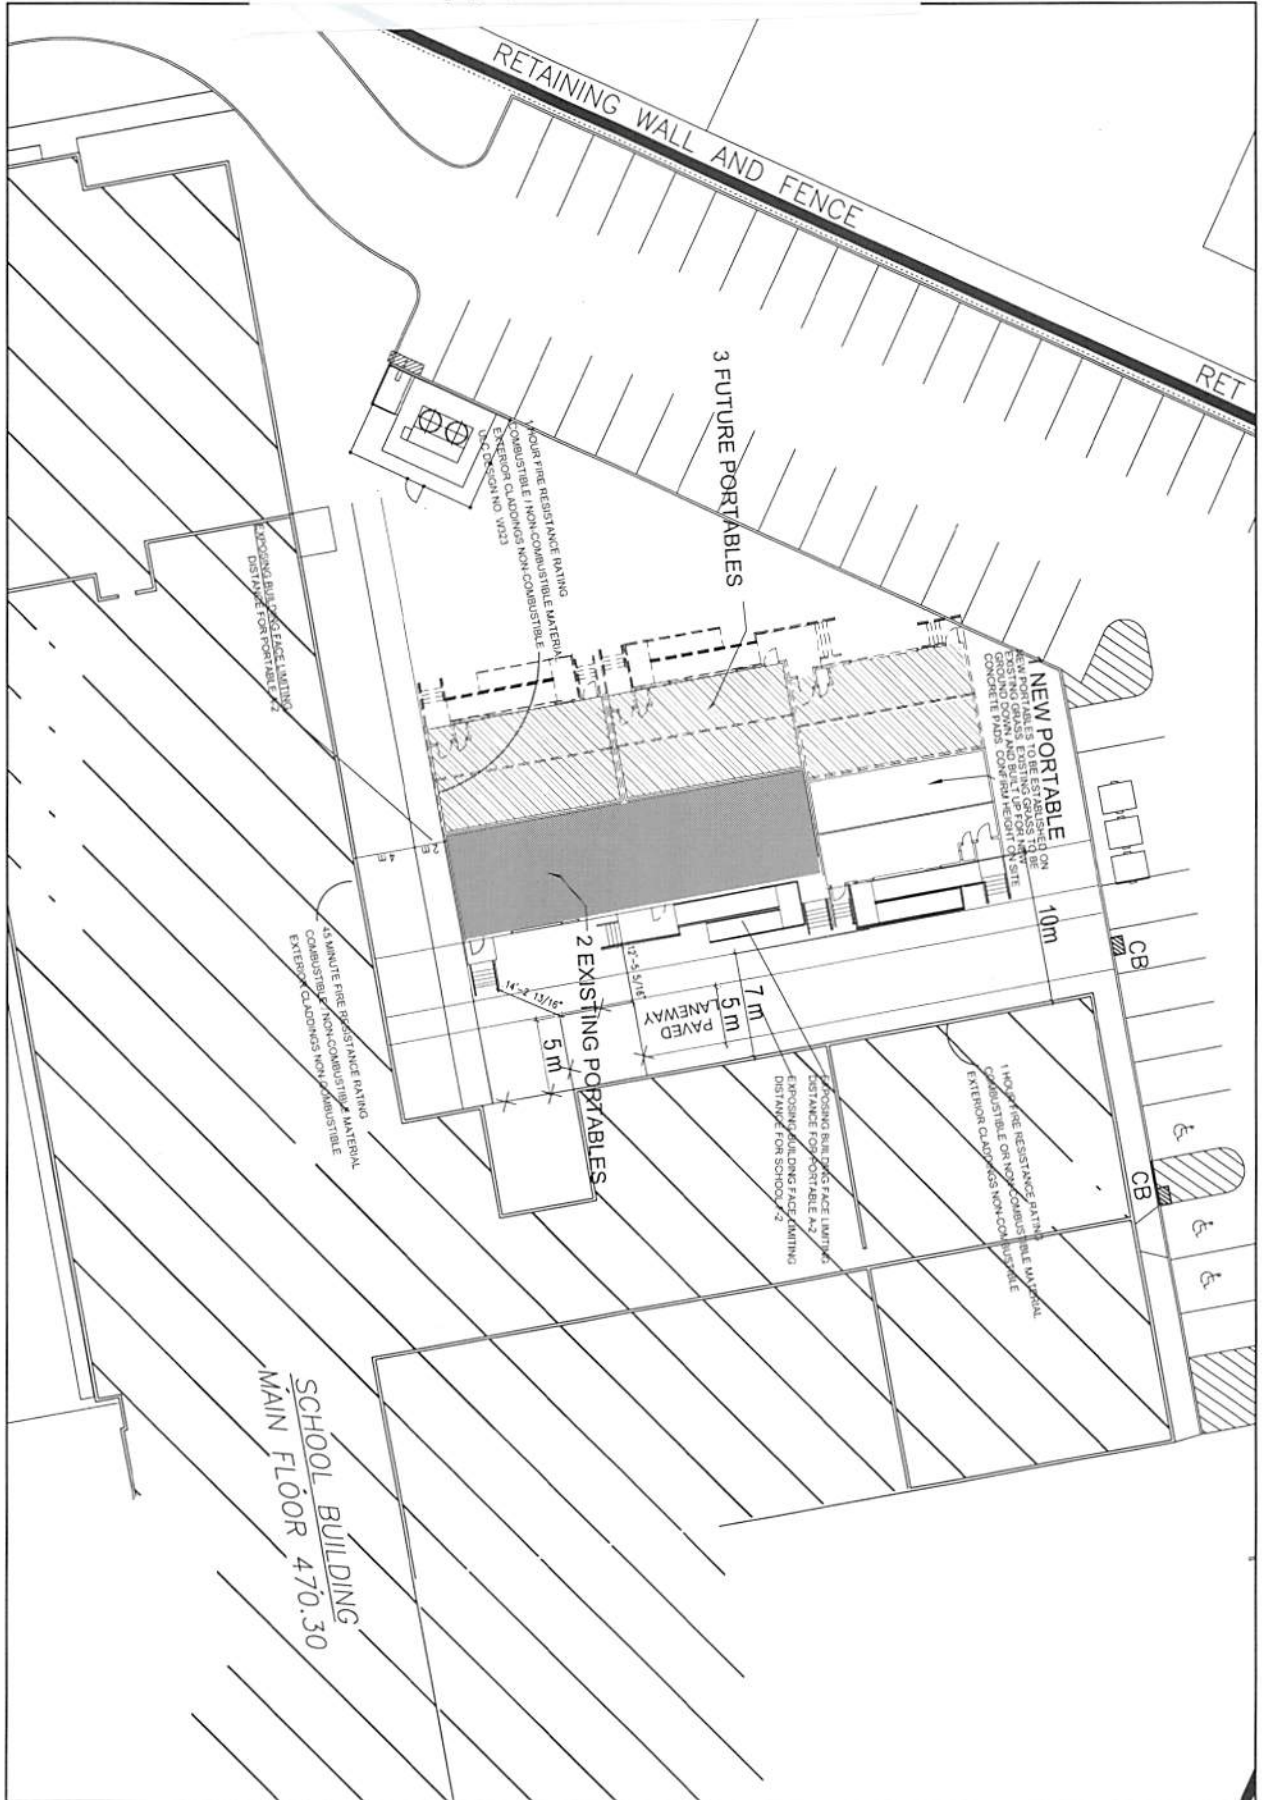 RETAINING WALL AND FENCE
RET
3 FUTURE PORTABLES
HOUR FIRE RESISTANCE RATING
COMBUSTIBLE / NON-COMBUSTIBLE MATERIAL
EXTERIOR CLADDINGS NON-COMBUSTIBLE
ULC DESIGN NO. W323
1 NEW PORTABLE
NEW PORTABLES TO BE ESTABLISHED ON
EXISTING GRASS. EXISTING GRASS TO BE
GROUND DOWN AND BUILT UP FOR NEW
CONCRETE PADS. CONFIRM HEIGHT ON SITE
10m
CB
EXPOSING BUILDING FACE LIMITING
DISTANCE FOR PORTABLE A-2
2 EXISTING PORTABLES
12'-5 5/16"
14'-2 13/16"
7 m
5 m
PAVED
LANEWAY
5 m
45 MINUTE FIRE RESISTANCE RATING
COMBUSTIBLE / NON-COMBUSTIBLE MATERIAL
EXTERIOR CLADDINGS NON-COMBUSTIBLE
EXPOSING BUILDING FACE LIMITING
DISTANCE FOR PORTABLE A-2
EXPOSING BUILDING FACE LIMITING
DISTANCE FOR SCHOOL A-2
1 HOUR FIRE RESISTANCE RATING
COMBUSTIBLE OR NON-COMBUSTIBLE MATERIAL
EXTERIOR CLADDINGS NON-COMBUSTIBLE
CB
SCHOOL BUILDING
MAIN FLOOR 470.30